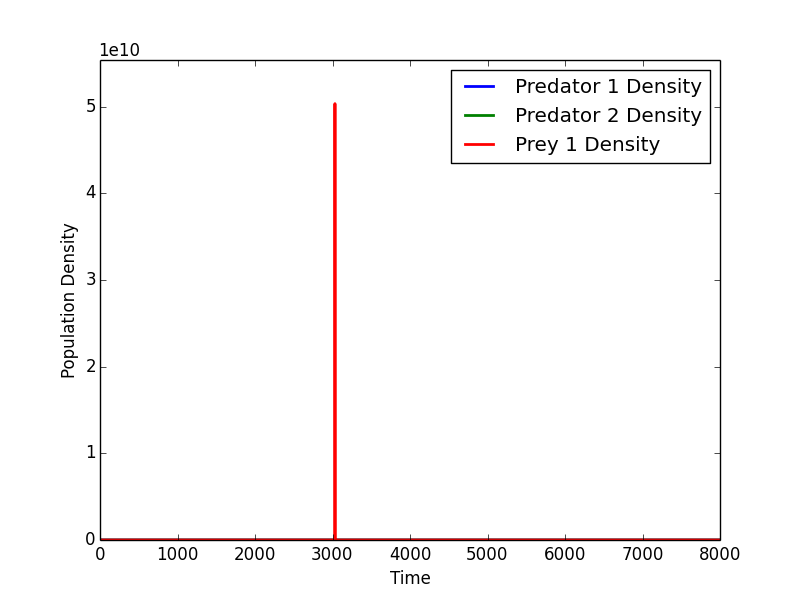 1e10
Predator 1 Density
Predator 2 Density
Prey 1 Density
5
4
3
2
1
0
Population Density
0 1000 2000 3000 4000 5000 6000 7000 8000
Time